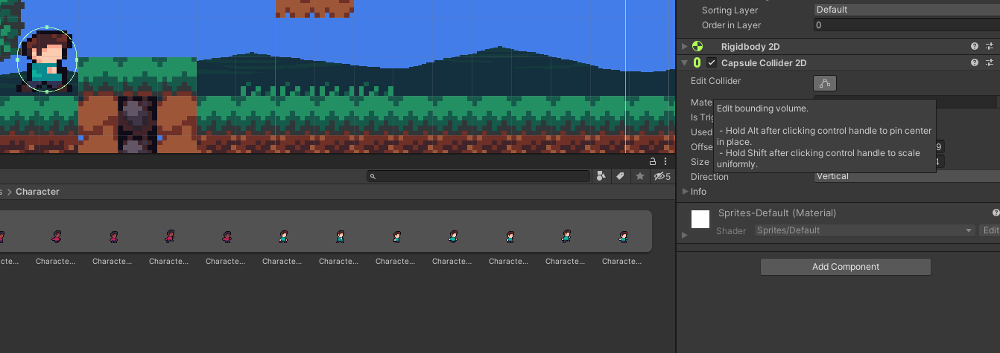 Sorting Layer Default
Order in Layer 0
Rigidbody 2D
Capsule Collider 2D
Edit Collider
Mate
Is Trig
Used
Offse 9
Size 4
Edit bounding volume.
- Hold Alt after clicking control handle to pin center
in place.
- Hold Shift after clicking control handle to scale
uniformly.
Direction Vertical
Info
Sprites-Default (Material)
Shader Sprites/Default Edit
Add Component
5
s > Character
cte... Characte... Characte... Characte... Characte... Characte... Characte... Characte... Characte... Characte... Characte... Characte...